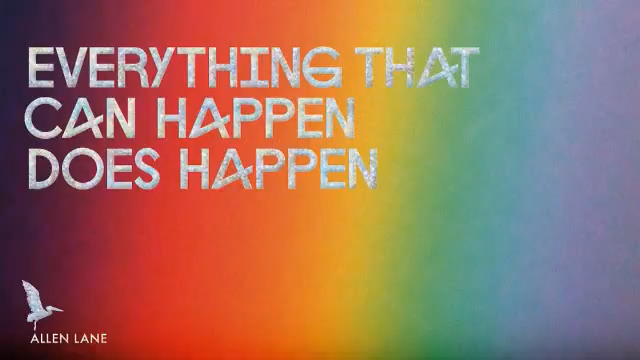 EVERYTHING THAT
CAN HAPPEN
DOES HAPPEN
ALLEN LANE